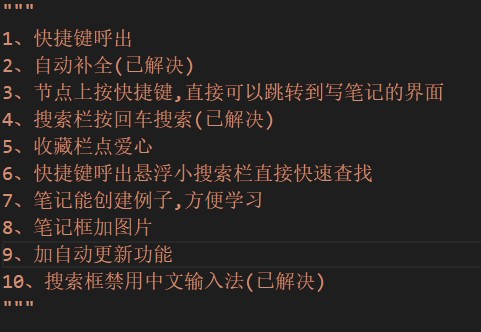 """
1、快捷键呼出
2、自动补全(已解决)
3、节点上按快捷键,直接可以跳转到写笔记的界面
4、搜索栏按回车搜索(已解决)
5、收藏栏点爱心
6、快捷键呼出悬浮小搜索栏直接快速查找
7、笔记能创建例子,方便学习
8、笔记框加图片
9、加自动更新功能
10、搜索框禁用中文输入法(已解决)
"""